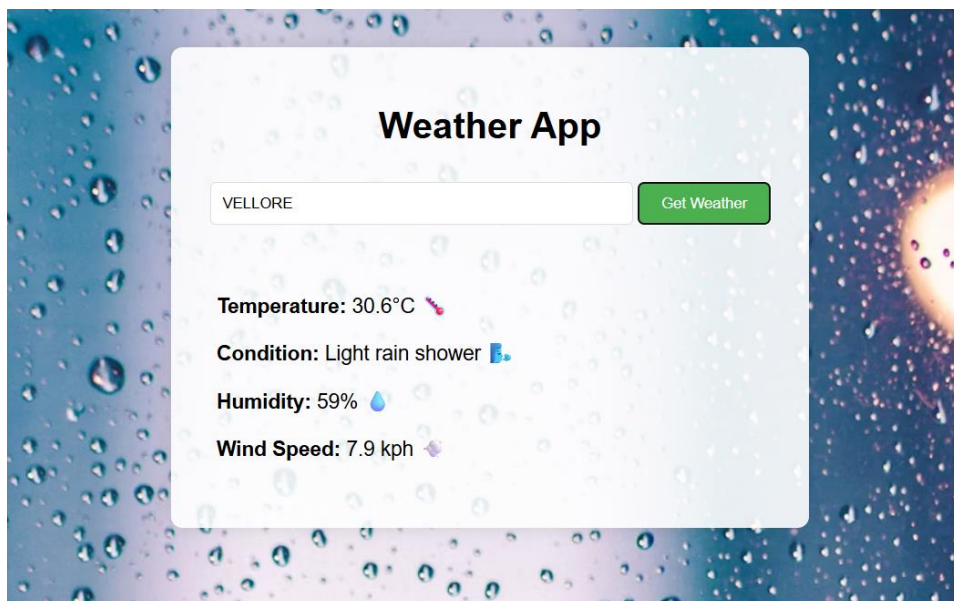 Weather App
VELLORE
Get Weather
Temperature: 30.6°C
Condition: Light rain shower
Humidity: 59%
Wind Speed: 7.9 kph